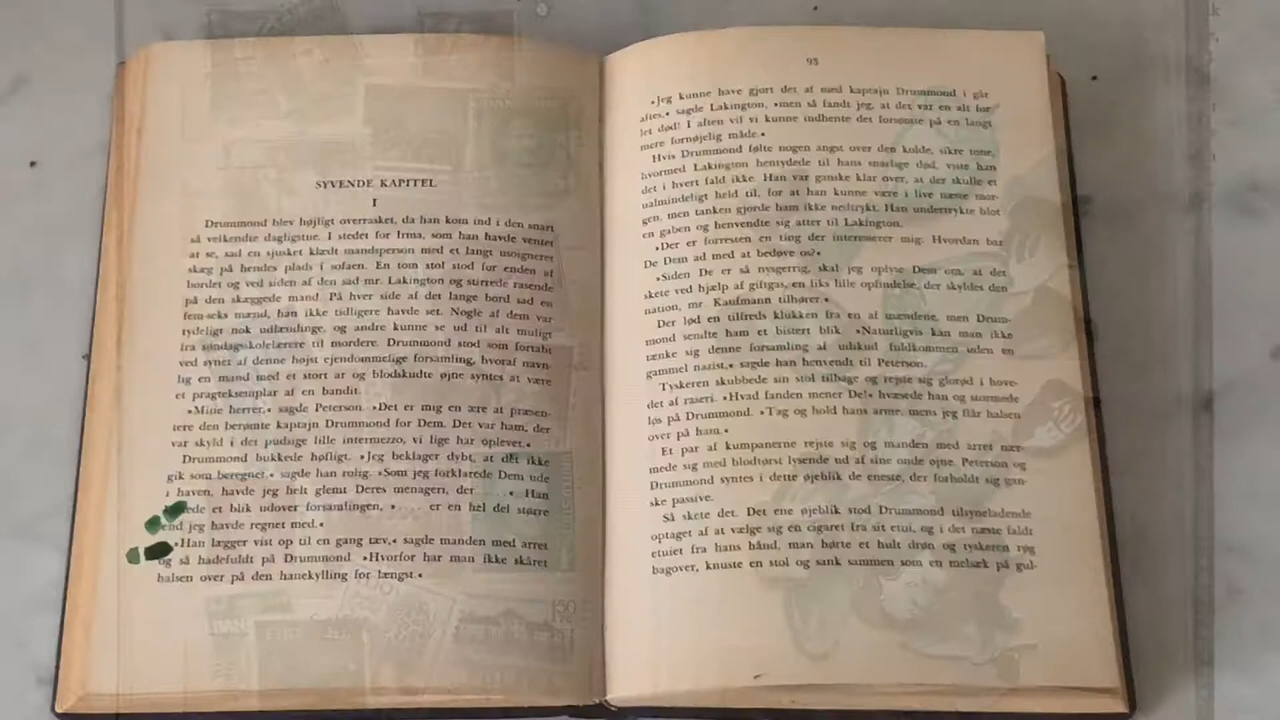 SYVENDE KAPITEL
I
Drummond blev højligt overrasket, da han kom ind i den snart
så velkendte dagligstue. I stedet for Irma, som han havde ventet
at se, sad en sjusket klædt mandsperson med et langt usoigneret
skæg på hendes plads i sofaen. En tom stol stod for enden af
bordet og ved siden af den sad mr. Lakington og stirrede rasende
på den skæggede mand. På hver side af det lange bord sad en
fem-seks mænd, han ikke tidligere havde set. Nogle af dem var
tydeligt nok udlændinge, og andre kunne se ud til alt muligt
fra søndagsskolelærere til mordere. Drummond stod som fortabt
ved synet af denne højst ejendommelige forsamling, hvoraf navn-
lig en mand med et stort ar og blodskudte øjne syntes at være
et pragteksemplar af en bandit.
»Mine herrer,« sagde Peterson. »Det er mig en ære at præsen-
tere den berømte kaptajn Drummond for Dem. Det var ham, der
var skyld i det pudsige lille intermezzo, vi lige har oplevet.«
Drummond bukkede høfligt. »Jeg beklager dybt, at det ikke
gik som beregnet,« sagde han rolig. »Som jeg forklarede Dem ude
i haven, havde jeg helt glemt Deres menageri, der .....« Han
et blik udover forsamlingen, ».... er en hel del større
end jeg havde regnet med.«
»Han lægger vist op til en gang tæv,« sagde manden med arret
og så hadefuldt på Drummond. »Hvorfor har man ikke skåret
halsen over på den hanekylling for længst.«
93
»Jeg kunne have gjort det af med kaptajn Drummond i går
aftes,« sagde Lakington, »men så fandt jeg, at det var en alt for
let død! I aften vil vi kunne indhente det forsømte på en langt
mere fornøjelig måde.«
Hvis Drummond følte nogen angst over den kolde, sikre tone,
hvormed Lakington hentydede til hans snarlige død, viste han
det i hvert fald ikke. Han var ganske klar over, at der skulle et
ualmindeligt held til, for at han kunne være i live næste mor-
gen, men tanken gjorde ham ikke nedtrykt. Han undertrykte blot
en gaben og henvendte sig atter til Lakington.
»Der er forresten en ting der interesserer mig. Hvordan bar
De Dem ad med at bedøve os?«
»Siden De er så nysgerrig, skal jeg oplyse Dem om, at det
skete ved hjælp af giftgas, en liks lille opfindelse, der skyldes den
nation, mr. Kaufmann tilhører.«
Der lød en tilfreds klukken fra en af mændene, men Drum-
mond sendte ham et bistert blik. »Naturligvis kan man ikke
tænke sig denne forsamling af udskud fuldkommen uden en
gammel nazist,« sagde han henvendt til Peterson.
Tyskeren skubbede sin stol tilbage og rejste sig glorød i hove-
det af raseri. »Hvad fanden mener De!« hvæsede han og stormede
løs på Drummond. »Tag og hold hans arme, mens jeg flår halsen
over på ham.«
Et par af kumpanerne rejste sig og manden med arret nær-
mede sig med blodtørst lysende ud af sine onde øjne. Peterson og
Drummond syntes i dette øjeblik de eneste, der forholdt sig gan-
ske passive.
Så skete det. Det ene øjeblik stod Drummond tilsyneladende
optaget af at vælge sig en cigaret fra sit etui, og i det næste faldt
etuiet fra hans hånd, man hørte et hult drøn og tyskeren røg
bagover, knuste en stol og sank sammen som en melsæk på gul-